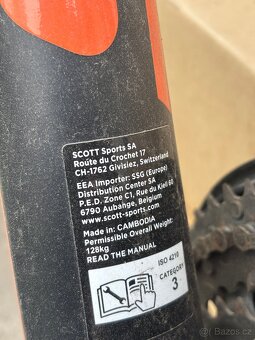 SCOTT Sports SA
Route du Crochet 17
CH-1762 Givisiez, Switzerland
EEA Importer: SSG (Europe)
Distribution Center SA
P.E.D. Zone C1, Rue du Kiell 60
6790 Aubange, Belgium
www.scott-sports.com
Made in: CAMBODIA
Permissible Overall Weight:
128kg
READ THE MANUAL
ISO 4210
CATEGORY
3
sbazar.cz